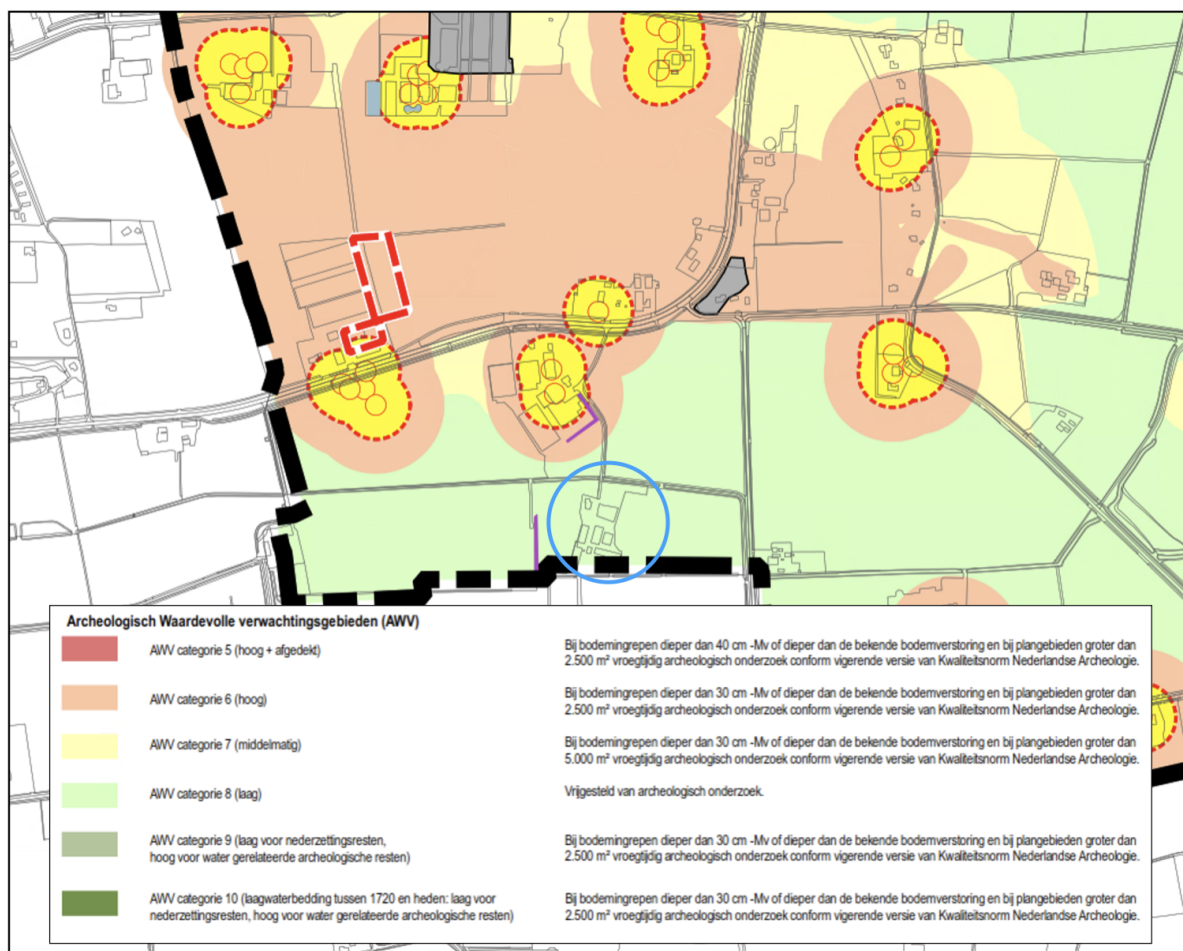 Archeologisch Waardevolle verwachtingsgebieden (AWV)
AWV categorie 5 (hoog + afgedekt)
Bij bodemingrepen dieper dan 40 cm -Mv of dieper dan de bekende bodemverstoring en bij plangebieden groter dan
2.500 m² vroegtijdig archeologisch onderzoek conform vigerende versie van Kwaliteitsnorm Nederlandse Archeologie.
AWV categorie 6 (hoog)
Bij bodemingrepen dieper dan 30 cm -Mv of dieper dan de bekende bodemverstoring en bij plangebieden groter dan
2.500 m² vroegtijdig archeologisch onderzoek conform vigerende versie van Kwaliteitsnorm Nederlandse Archeologie.
AWV categorie 7 (middelmatig)
Bij bodemingrepen dieper dan 30 cm -Mv of dieper dan de bekende bodemverstoring en bij plangebieden groter dan
5.000 m² vroegtijdig archeologisch onderzoek conform vigerende versie van Kwaliteitsnorm Nederlandse Archeologie.
AWV categorie 8 (laag)
Vrijgesteld van archeologisch onderzoek.
AWV categorie 9 (laag voor nederzettingsresten,
hoog voor water gerelateerde archeologische resten)
Bij bodemingrepen dieper dan 30 cm -Mv of dieper dan de bekende bodemverstoring en bij plangebieden groter dan
2.500 m² vroegtijdig archeologisch onderzoek conform vigerende versie van Kwaliteitsnorm Nederlandse Archeologie.
AWV categorie 10 (laagwaterbedding tussen 1720 en heden: laag voor
nederzettingsresten, hoog voor water gerelateerde archeologische resten)
Bij bodemingrepen dieper dan 30 cm -Mv of dieper dan de bekende bodemverstoring en bij plangebieden groter dan
2.500 m² vroegtijdig archeologisch onderzoek conform vigerende versie van Kwaliteitsnorm Nederlandse Archeologie.